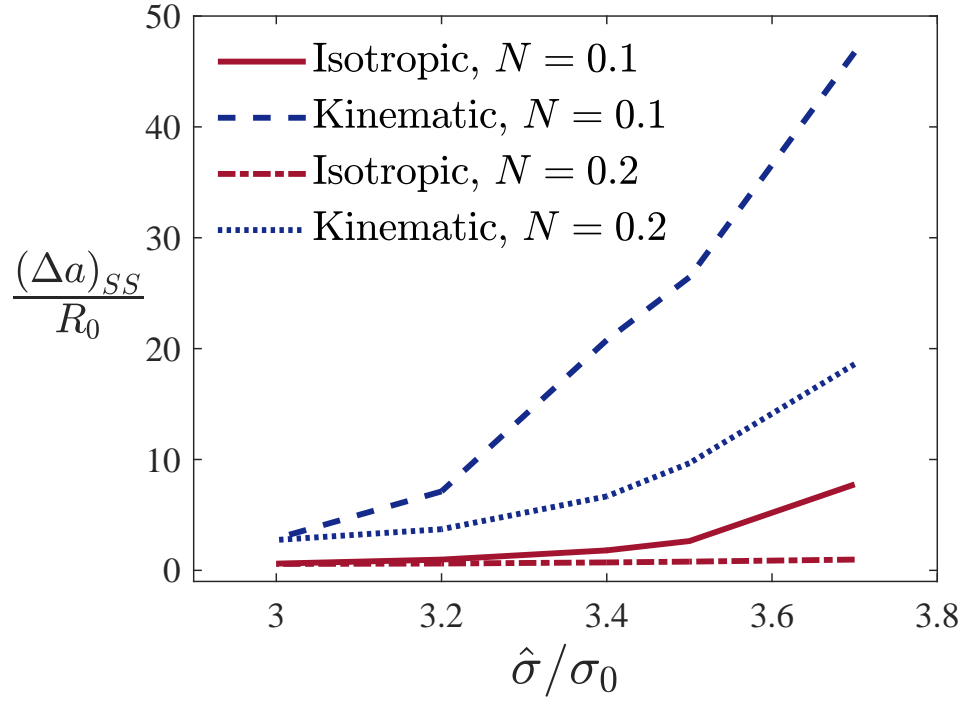 50
40
30
20
10
0
Isotropic, N = 0.1
Kinematic, N = 0.1
Isotropic, N = 0.2
Kinematic, N = 0.2
(Δa)_{SS}
R_0
3
3.2
3.4
3.6
3.8
σ̂/σ_0